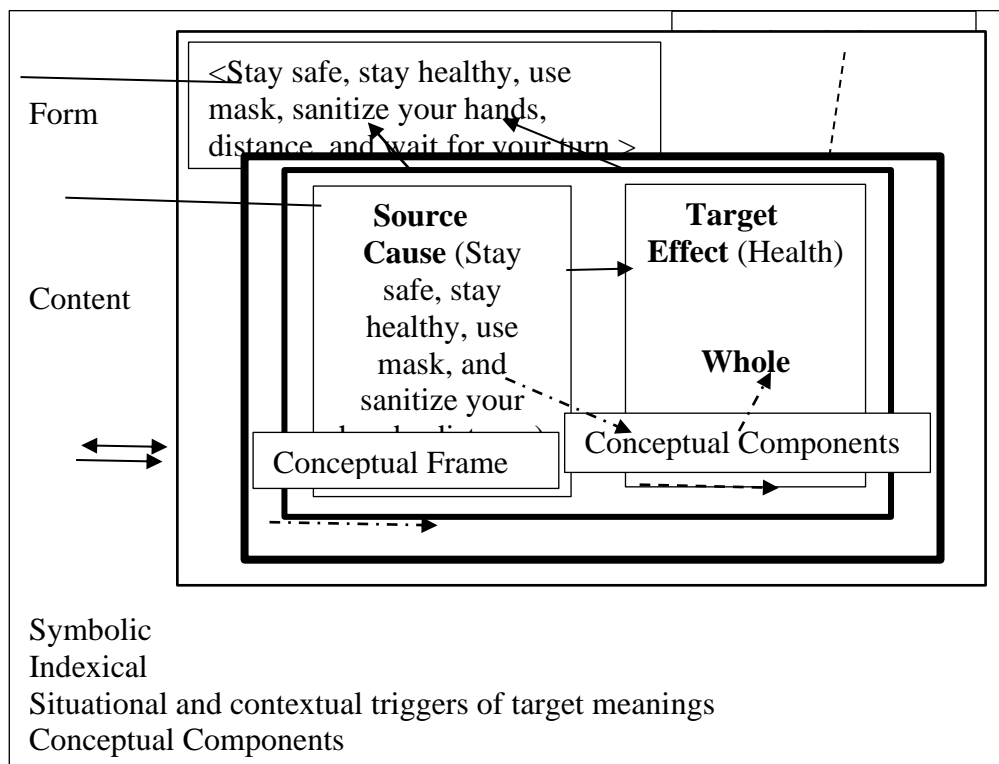 <Stay safe, stay healthy, use
mask, sanitize your hands,
distance, and wait for your turn >
Form
Source
Cause (Stay
safe, stay
healthy, use
mask, and
sanitize your
Target
Effect (Health)
Whole
Content
Conceptual Frame
Conceptual Components
Symbolic
Indexical
Situational and contextual triggers of target meanings
Conceptual Components